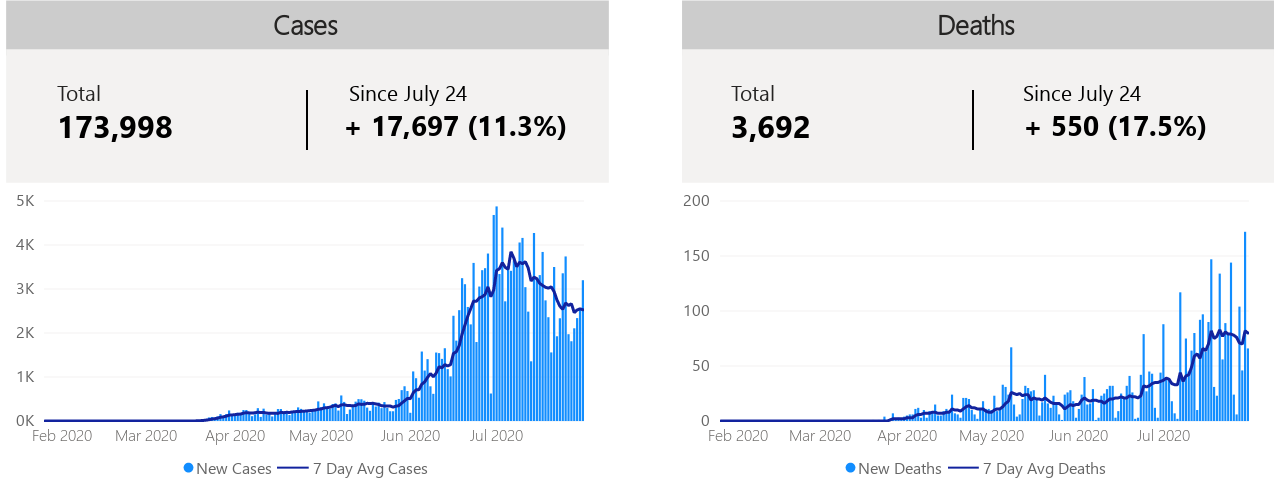 Cases
Total
173,998
Since July 24
+ 17,697 (11.3%)
5K
4K
3K
2K
1K
0K
Feb 2020 Mar 2020 Apr 2020 May 2020 Jun 2020 Jul 2020
New Cases 7 Day Avg Cases
Deaths
Total
3,692
Since July 24
+ 550 (17.5%)
200
150
100
50
0
Feb 2020 Mar 2020 Apr 2020 May 2020 Jun 2020 Jul 2020
New Deaths 7 Day Avg Deaths